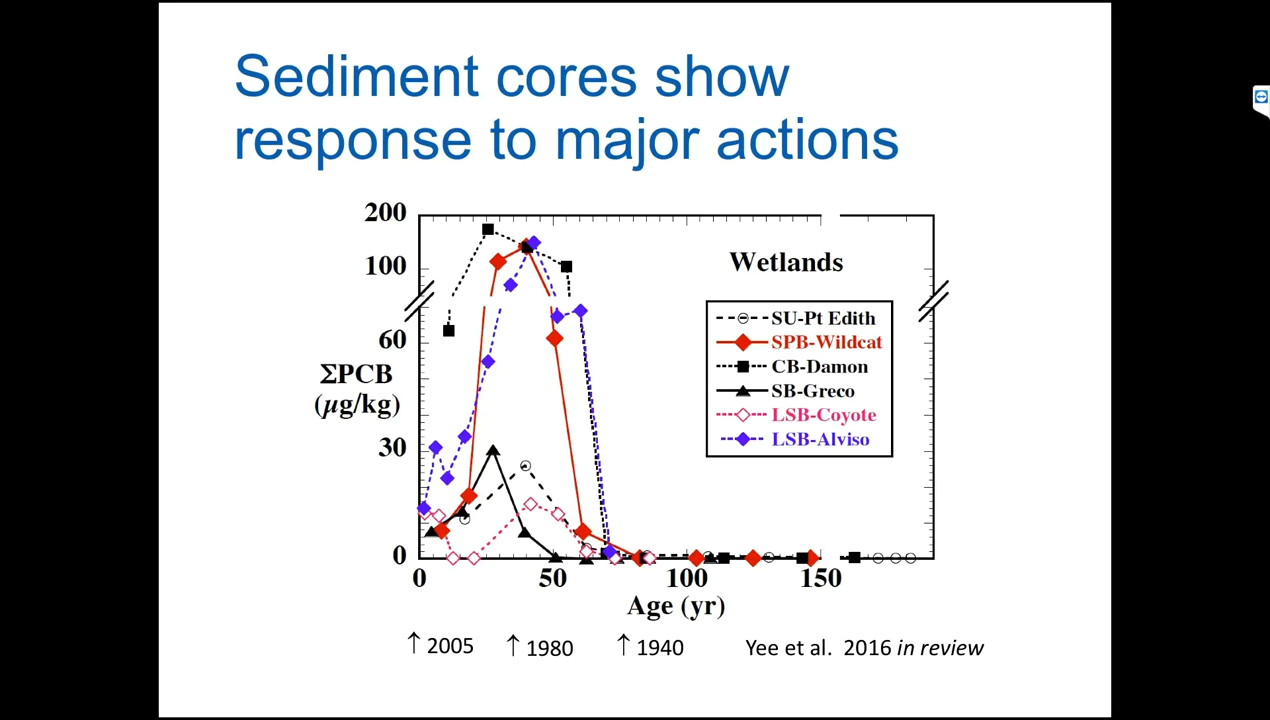 Sediment cores show
response to major actions
200
100
60
30
0
ΣPCB
(µg/kg)
Wetlands
SU-Pt Edith
SPB-Wildcat
CB-Damon
SB-Greco
LSB-Coyote
LSB-Alviso
0 50 100 150
Age (yr)
↑ 2005 ↑ 1980 ↑ 1940 Yee et al. 2016 in review